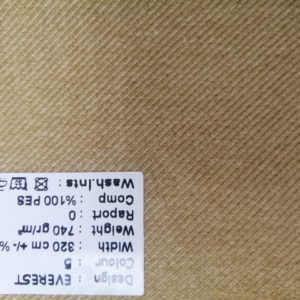 Design : EVEREST
Colour : 5
Width : 320 cm +/- %
Weight : 740 gr/m²
Raport : 0
Comp : %100 PES
Wash.Ints :